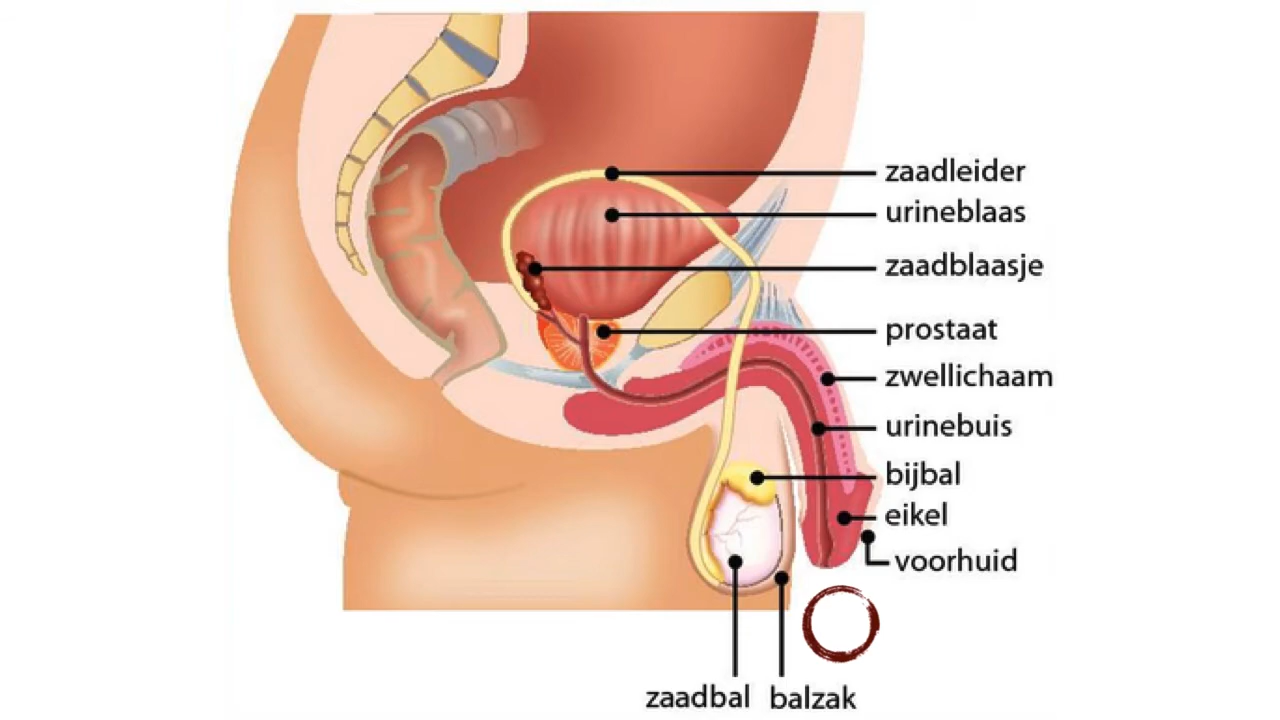 zaadleider
urineblaas
zaadblaasje
prostaat
zwellichaam
urinebuis
bijbal
eikel
voorhuid
zaadbal balzak